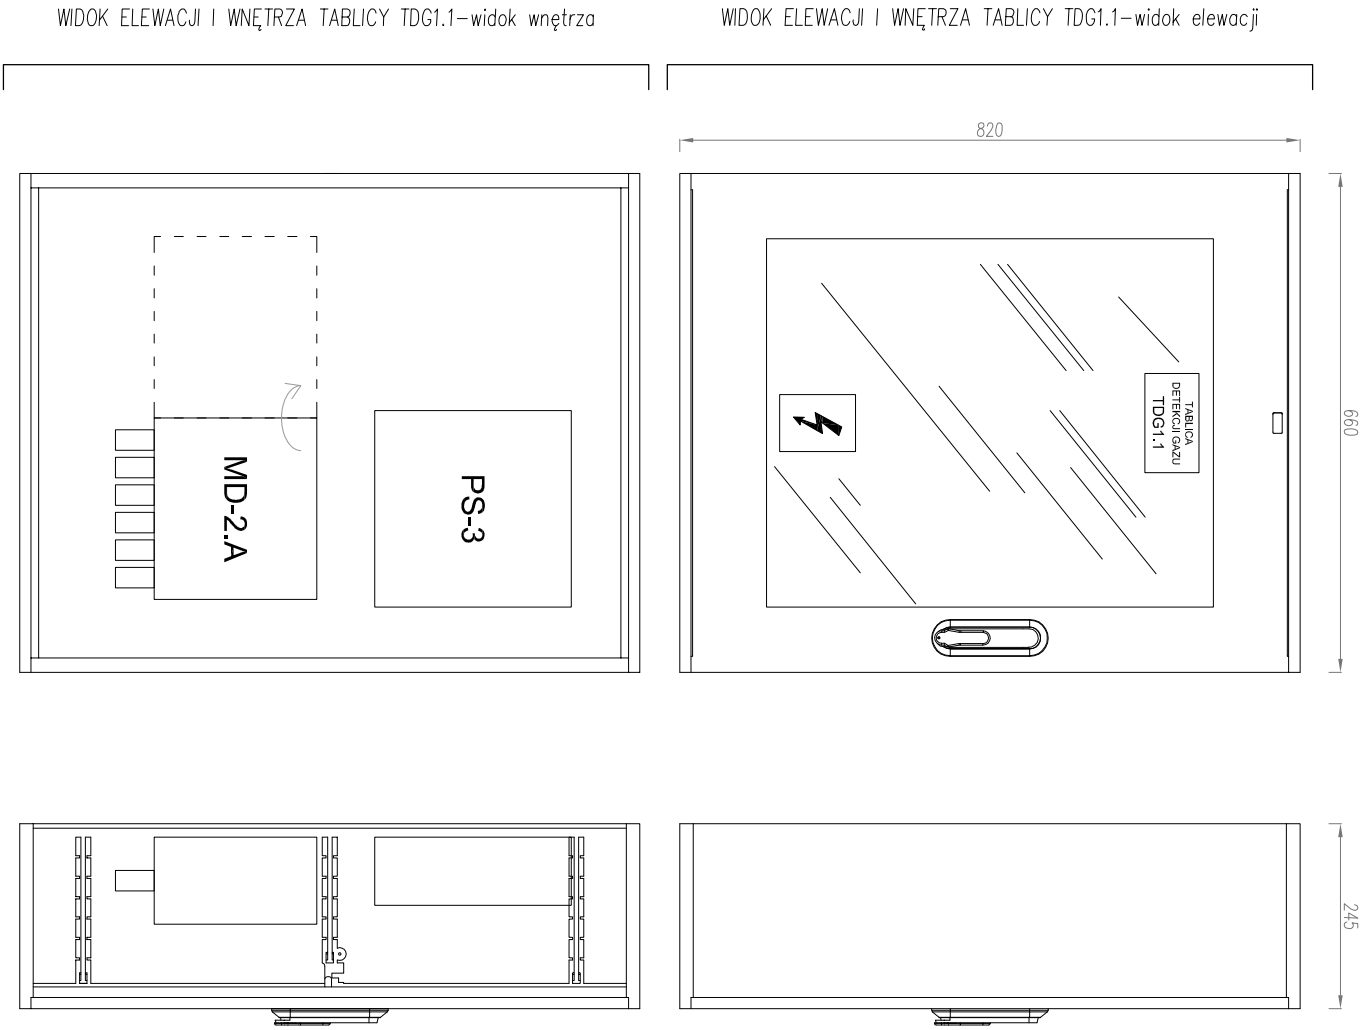 WIDOK ELEWACJI I WNĘTRZA TABLICY TDG1.1-widok wnętrza
WIDOK ELEWACJI I WNĘTRZA TABLICY TDG1.1-widok elewacji
820
MD-2.A
PS-3
TABLICA
DETEKCJI GAZU
TDG1.1
660
245